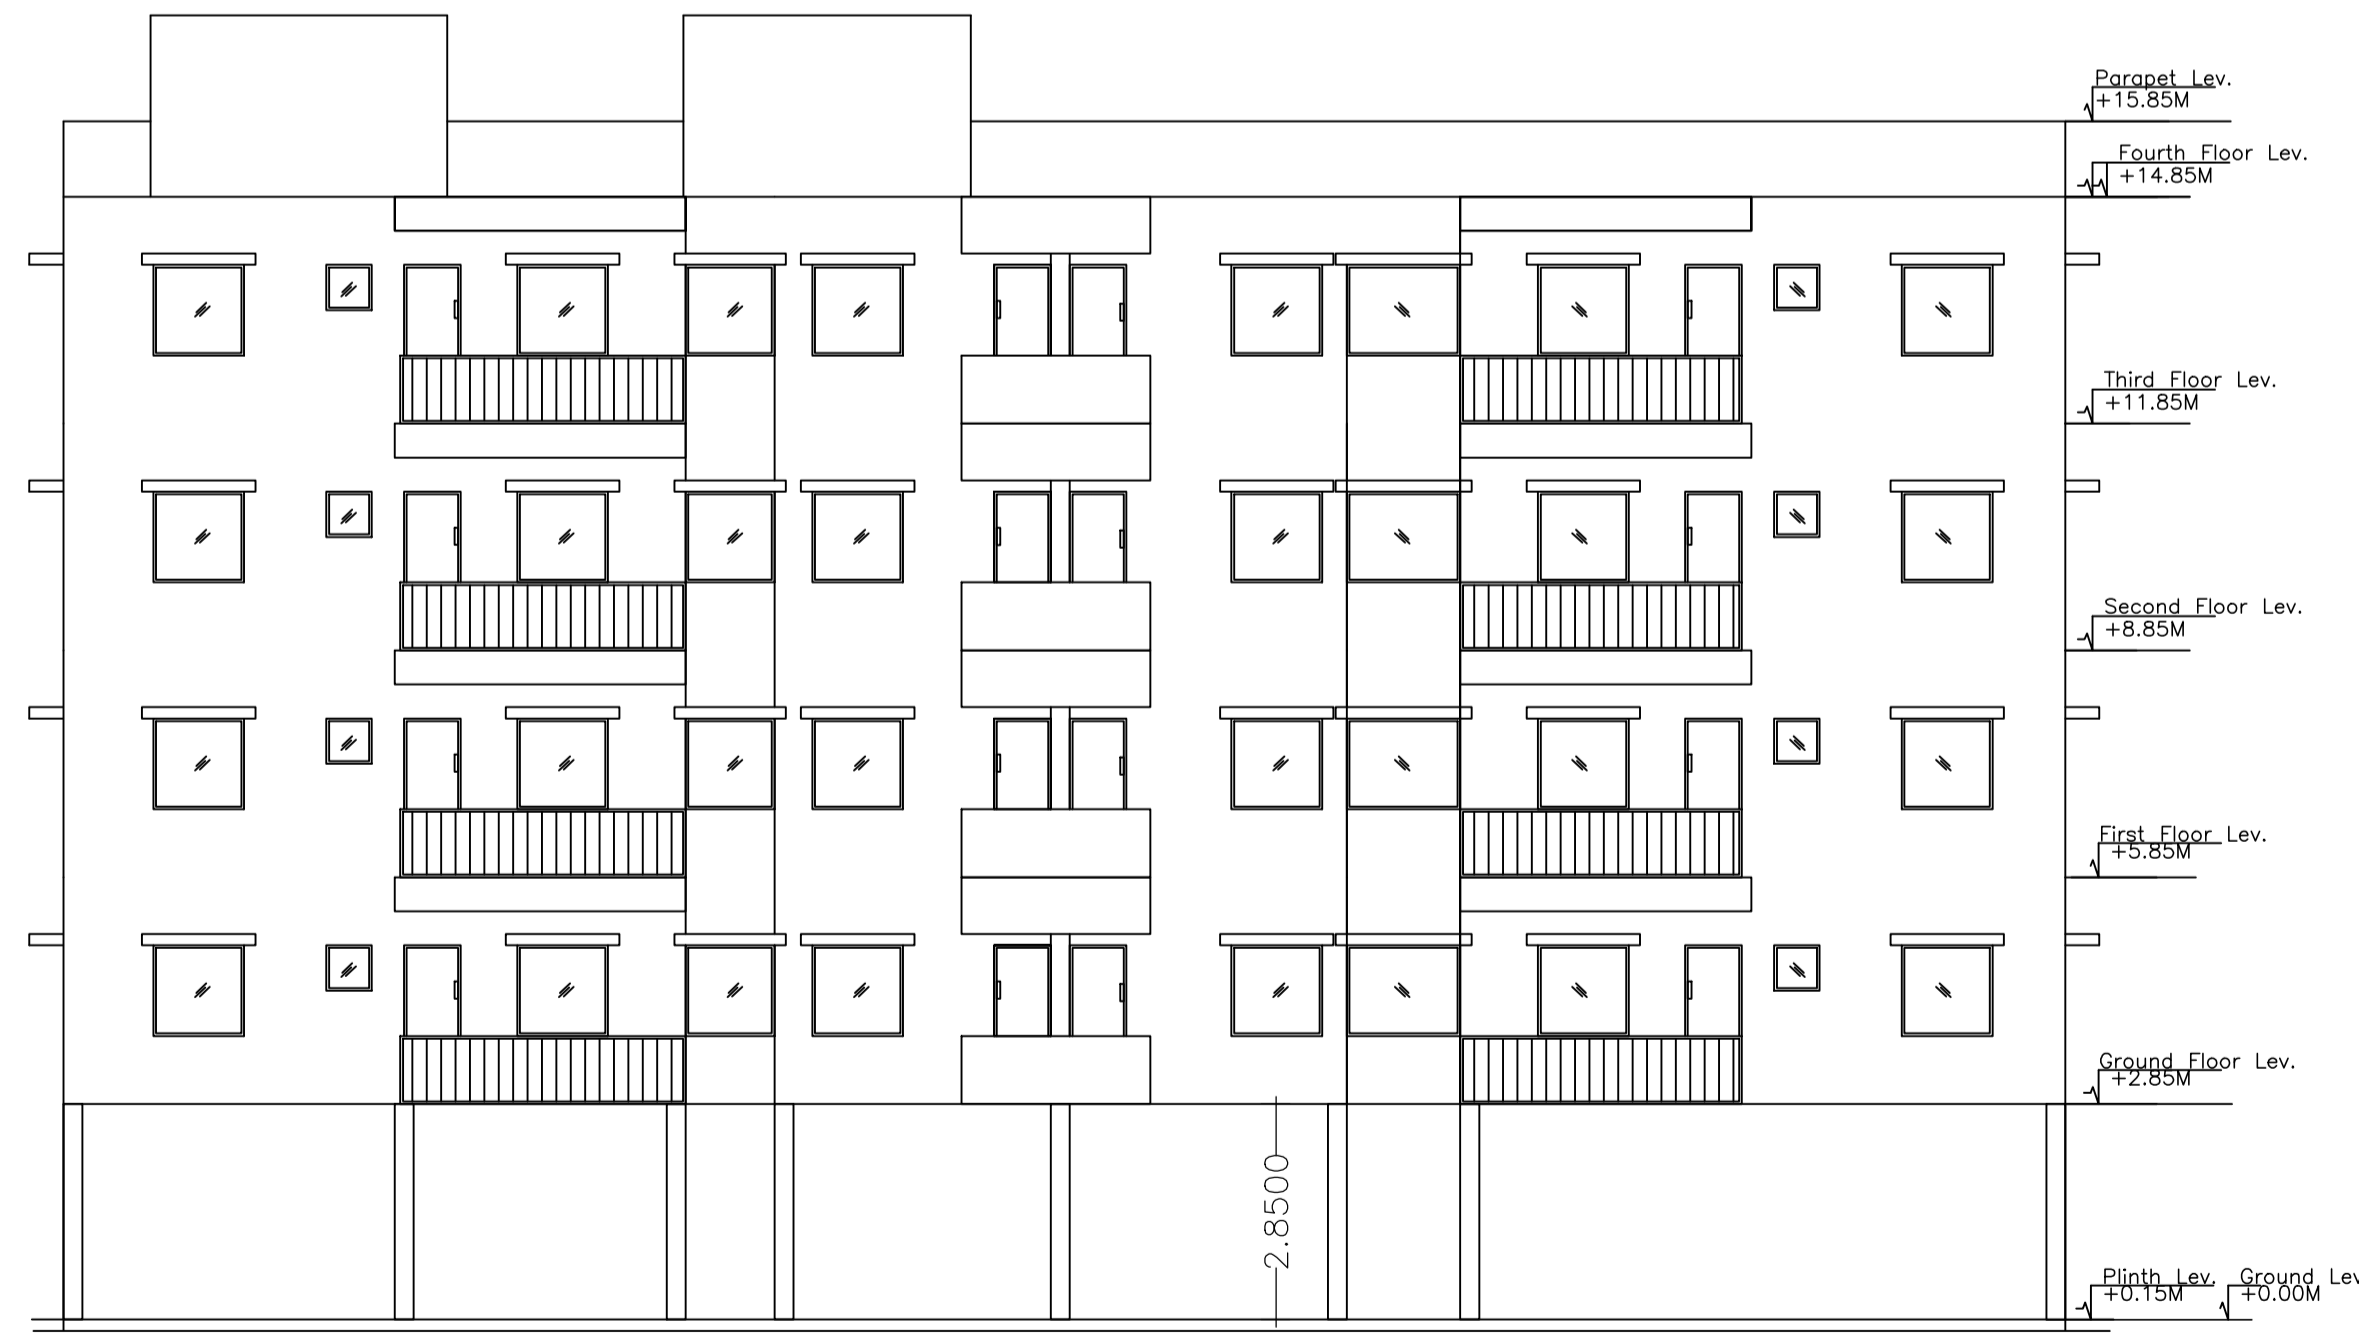 Parapet Lev.
+15.85M
Fourth Floor Lev.
+14.85M
Third Floor Lev.
+11.85M
Second Floor Lev.
+8.85M
First Floor Lev.
+5.85M
Ground Floor Lev.
+2.85M
2.8500
Plinth Lev. Ground Lev
+0.15M +0.00M